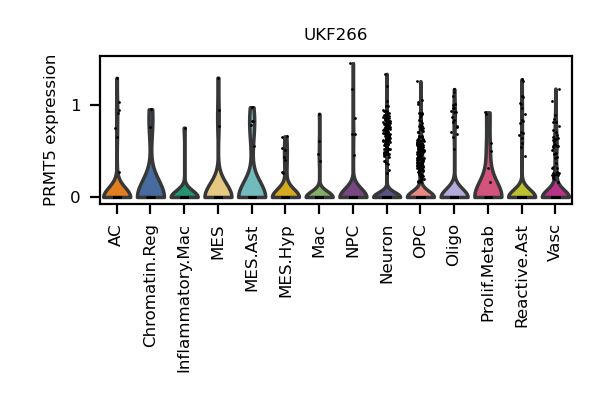 UKF266
PRMT5 expression
1
0
AC
Chromatin.Reg
Inflammatory.Mac
MES
MES.Ast
MES.Hyp
Mac
NPC
Neuron
OPC
Oligo
Prolif.Metab
Reactive.Ast
Vasc